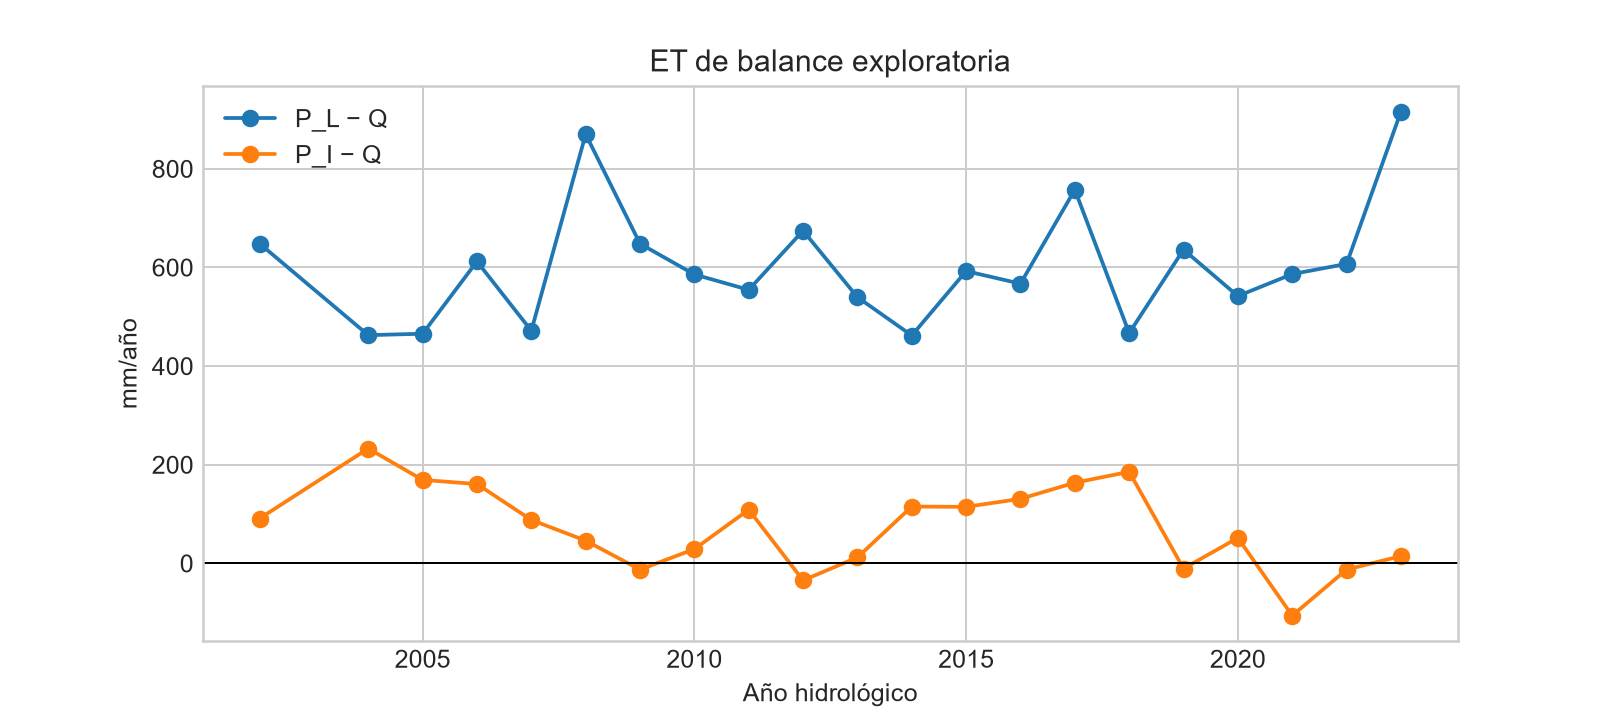 ET de balance exploratoria
P_L − Q
P_I − Q
800
600
400
200
0
mm/año
2005 2010 2015 2020
Año hidrológico